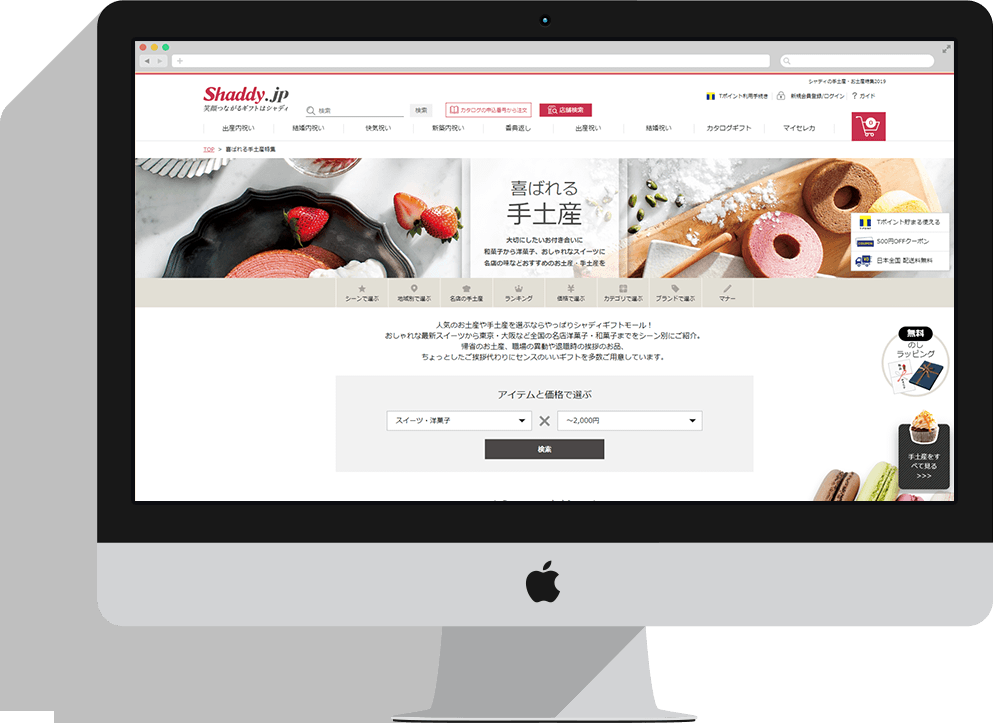 シャディの手土産・お土産特集2019
Shaddy.jp
笑顔つながるギフトはシャディ
検索
検索
カタログの申込番号から注文
店舗検索
Tポイント利用手続き
新規会員登録/ログイン
? ガイド
0
出産内祝い
結婚内祝い
快気祝い
新築内祝い
香典返し
出産祝い
結婚祝い
カタログギフト
マイセレカ
TOP > 喜ばれる手土産特集
喜ばれる
手土産
大切にしたいお付き合いに
和菓子から洋菓子、おしゃれなスイーツに
名店の味などおすすめのお土産・手土産を
Tポイント貯まる使える
COUPON
500円OFFクーポン
日本全国 配送料無料
シーンで選ぶ
地域別で選ぶ
名店の手土産
ランキング
価格で選ぶ
カテゴリで選ぶ
ブランドで選ぶ
マナー
人気のお土産や手土産を選ぶならやっぱりシャディギフトモール！
おしゃれな最新スイーツから東京・大阪など全国の名店洋菓子・和菓子までをシーン別にご紹介。
帰省のお土産、職場の異動や退職時の挨拶のお品、
ちょっとしたご挨拶代わりにセンスのいいギフトを多数ご用意しています。
無料
のし
ラッピング
アイテムと価格で選ぶ
スイーツ・洋菓子
～2,000円
検索
手土産をす
べて見る
>>>